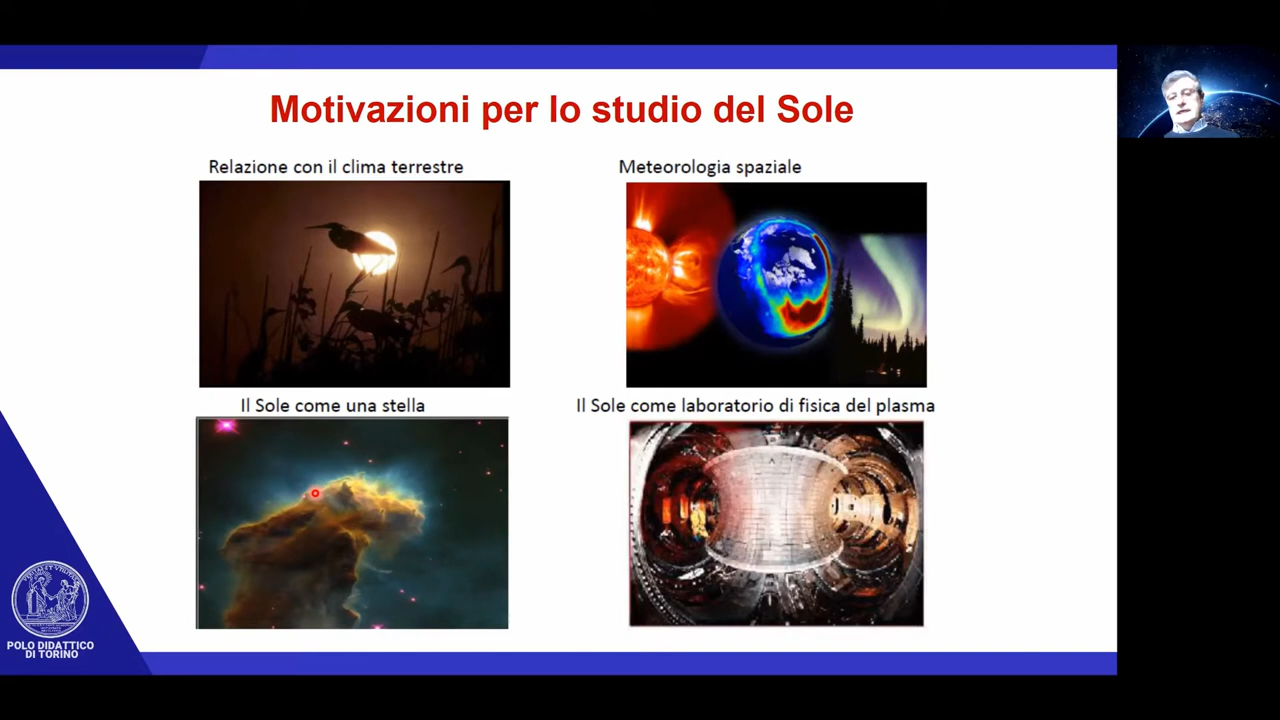 Motivazioni per lo studio del Sole
Relazione con il clima terrestre
Meteorologia spaziale
Il Sole come una stella
Il Sole come laboratorio di fisica del plasma
POLO DIDATTICO
DI TORINO